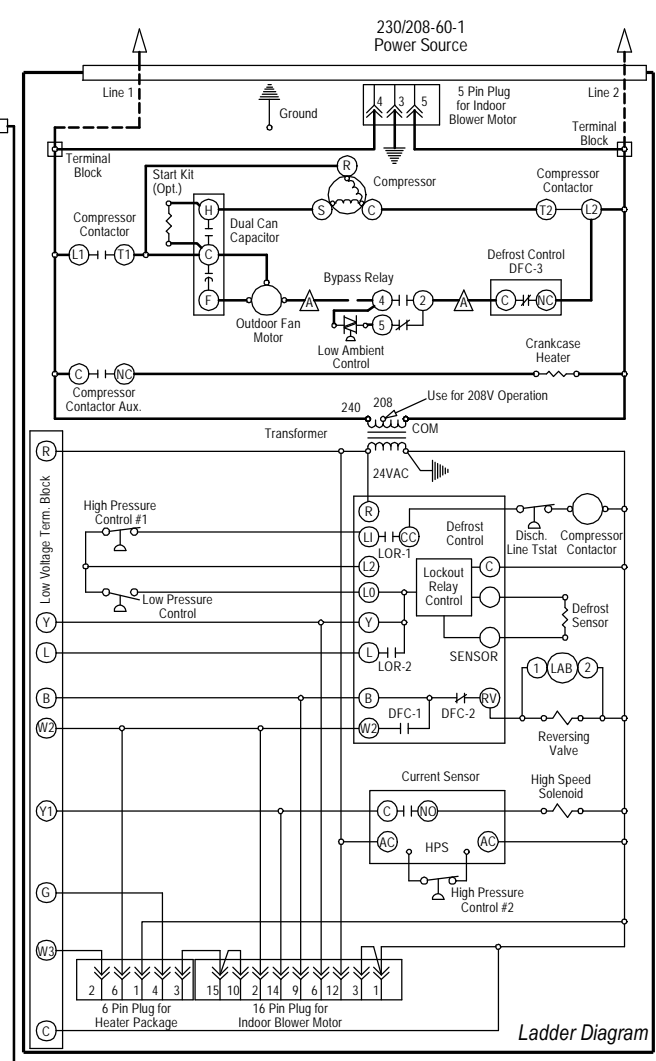 230/208-60-1
Power Source
Line 1
Line 2
Ground
4 3 5
5 Pin Plug
for Indoor
Blower Motor
Terminal
Block
Terminal
Block
R
Start Kit
(Opt.)
Compressor
Compressor
Contactor
H
S
C
T2
L2
Dual Can
Capacitor
Compressor
Contactor
L1
T1
C
Bypass Relay
Defrost Control
DFC-3
F
A
4
2
A
C
NC
5
Outdoor Fan
Motor
Low Ambient
Control
C
NC
Crankcase
Heater
Compressor
Contactor Aux.
240
208
Use for 208V Operation
COM
Transformer
24VAC
Low Voltage Term. Block
R
R
High Pressure
Control #1
LI
CC
LOR-1
Defrost
Control
Disch.
Line Tstat
Compressor
Contactor
L2
Lockout
Relay
Control
C
L0
Low Pressure
Control
Defrost
Sensor
Y
Y
L
L
LOR-2
SENSOR
1
LAB
2
B
B
DFC-1
DFC-2
RV
W2
W2
Reversing
Valve
Current Sensor
High Speed
Solenoid
Y1
C
NO
AC
HPS
AC
High Pressure
Control #2
G
W3
2 6 1 4 3
15 10 2 14 9 6 12 3 1
6 Pin Plug for
Heater Package
16 Pin Plug for
Indoor Blower Motor
C
Ladder Diagram